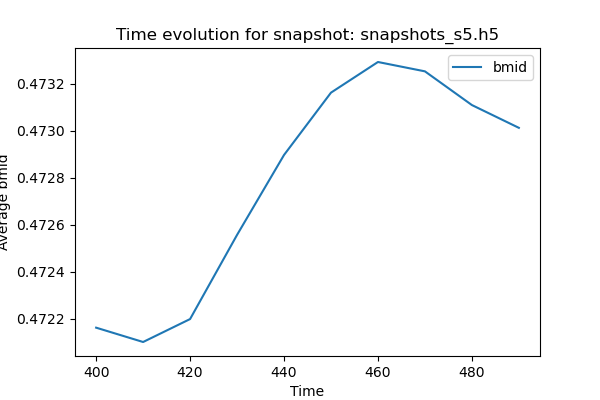 Time evolution for snapshot: snapshots_s5.h5
bmid
0.4732
0.4730
0.4728
0.4726
0.4724
0.4722
Average bmid
400 420 440 460 480
Time